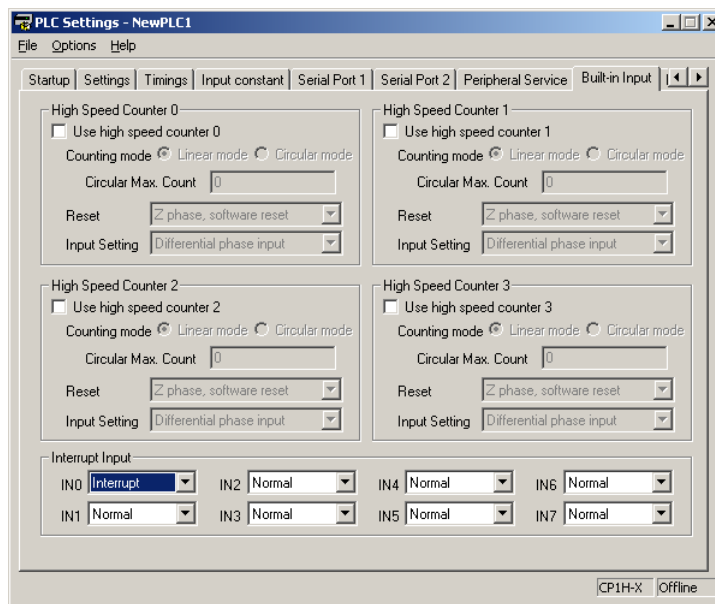 PLC Settings - NewPLC1
File Options Help
Startup Settings Timings Input constant Serial Port 1 Serial Port 2 Peripheral Service Built-in Input
High Speed Counter 0
Use high speed counter 0
Counting mode Linear mode Circular mode
Circular Max. Count 0
Reset Z phase, software reset
Input Setting Differential phase input
High Speed Counter 1
Use high speed counter 1
Counting mode Linear mode Circular mode
Circular Max. Count 0
Reset Z phase, software reset
Input Setting Differential phase input
High Speed Counter 2
Use high speed counter 2
Counting mode Linear mode Circular mode
Circular Max. Count 0
Reset Z phase, software reset
Input Setting Differential phase input
High Speed Counter 3
Use high speed counter 3
Counting mode Linear mode Circular mode
Circular Max. Count 0
Reset Z phase, software reset
Input Setting Differential phase input
Interrupt Input
IN0 Interrupt IN2 Normal IN4 Normal IN6 Normal
IN1 Normal IN3 Normal IN5 Normal IN7 Normal
CP1H-X Offline